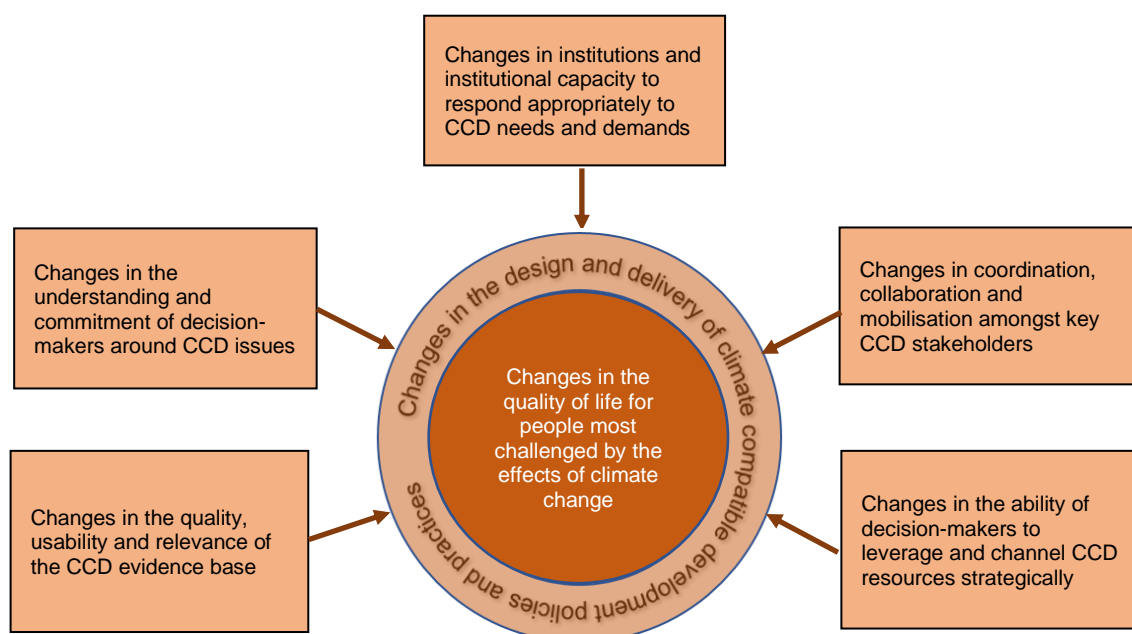 Changes in institutions and
institutional capacity to
respond appropriately to
CCD needs and demands
Changes in the
understanding and
commitment of decision-
makers around CCD issues
Changes in coordination,
collaboration and
mobilisation amongst key
CCD stakeholders
Changes in the design and delivery of climate compatible development policies and practices
Changes in the
quality of life for
people most
challenged by the
effects of climate
change
Changes in the quality,
usability and relevance of
the CCD evidence base
Changes in the ability of
decision-makers to
leverage and channel CCD
resources strategically